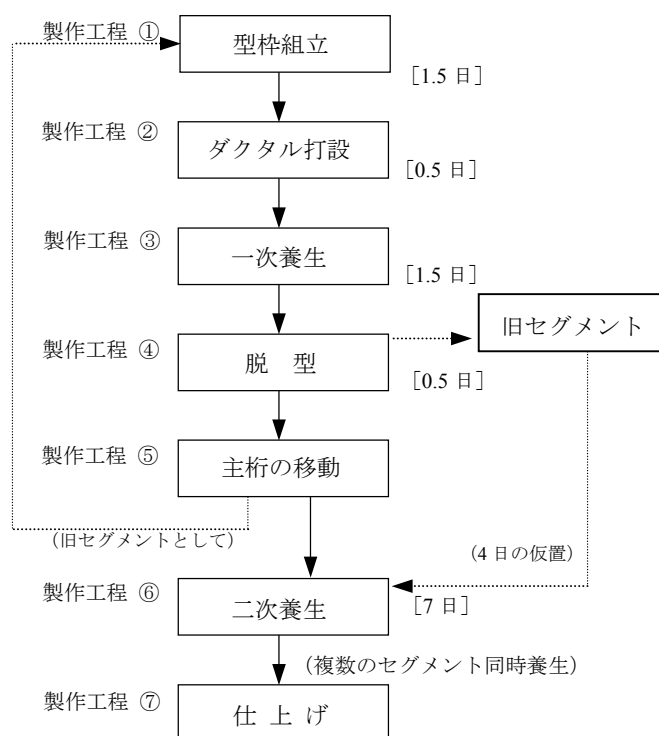 製作工程 ①
型枠組立
［1.5 日］
製作工程 ②
ダクタル打設
［0.5 日］
製作工程 ③
一次養生
［1.5 日］
旧セグメント
製作工程 ④
脱　型
［0.5 日］
製作工程 ⑤
主桁の移動
（旧セグメントとして）
（4 日の仮置）
製作工程 ⑥
二次養生
［7 日］
（複数のセグメント同時養生）
製作工程 ⑦
仕 上 げ